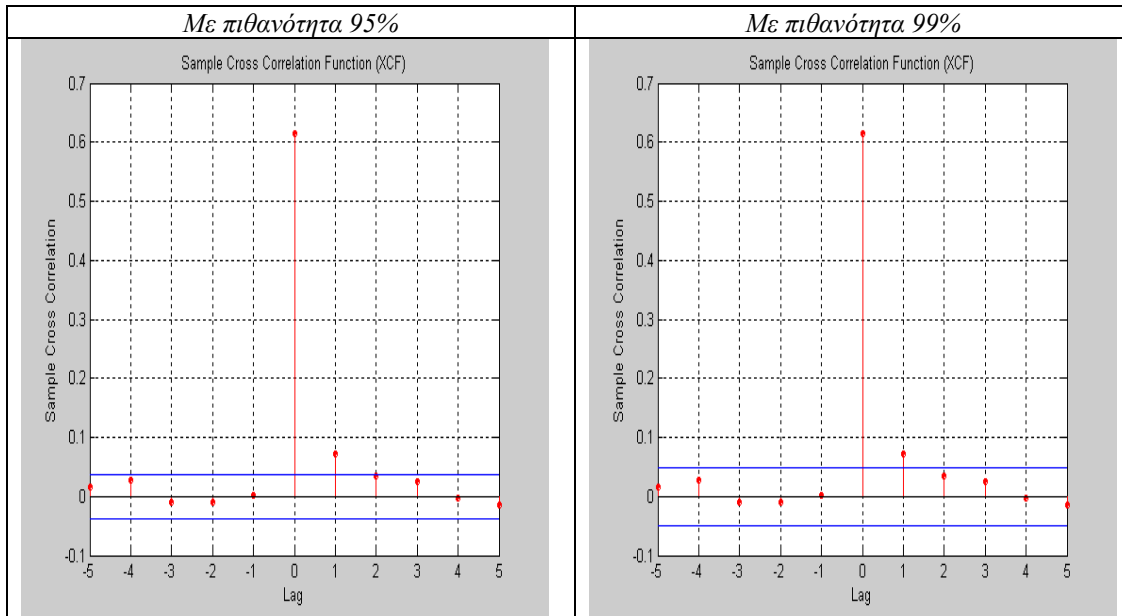 Με πιθανότητα 95%
Με πιθανότητα 99%
Sample Cross Correlation Function (XCF)
0.7
0.6
0.5
0.4
0.3
0.2
0.1
0
-0.1
Sample Cross Correlation
-5 -4 -3 -2 -1 0 1 2 3 4 5
Lag
Sample Cross Correlation Function (XCF)
0.7
0.6
0.5
0.4
0.3
0.2
0.1
0
-0.1
Sample Cross Correlation
-5 -4 -3 -2 -1 0 1 2 3 4 5
Lag